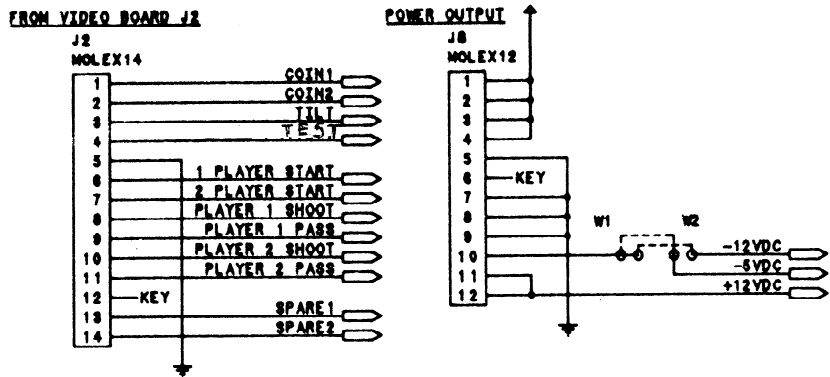 FROM VIDEO BOARD J2
J2
MOLEX14
1 COIN1
2 COIN2
3 TILT
4 TEST
5
6 1 PLAYER START
7 2 PLAYER START
8 PLAYER 1 SHOOT
9 PLAYER 1 PASS
10 PLAYER 2 SHOOT
11 PLAYER 2 PASS
12 KEY
13 SPARE1
14 SPARE2
POWER OUTPUT
J8
MOLEX12
1
2
3
4
5
6 KEY
7
8
9
W1 W2
10 -12VDC
11 -5VDC
12 +12VDC